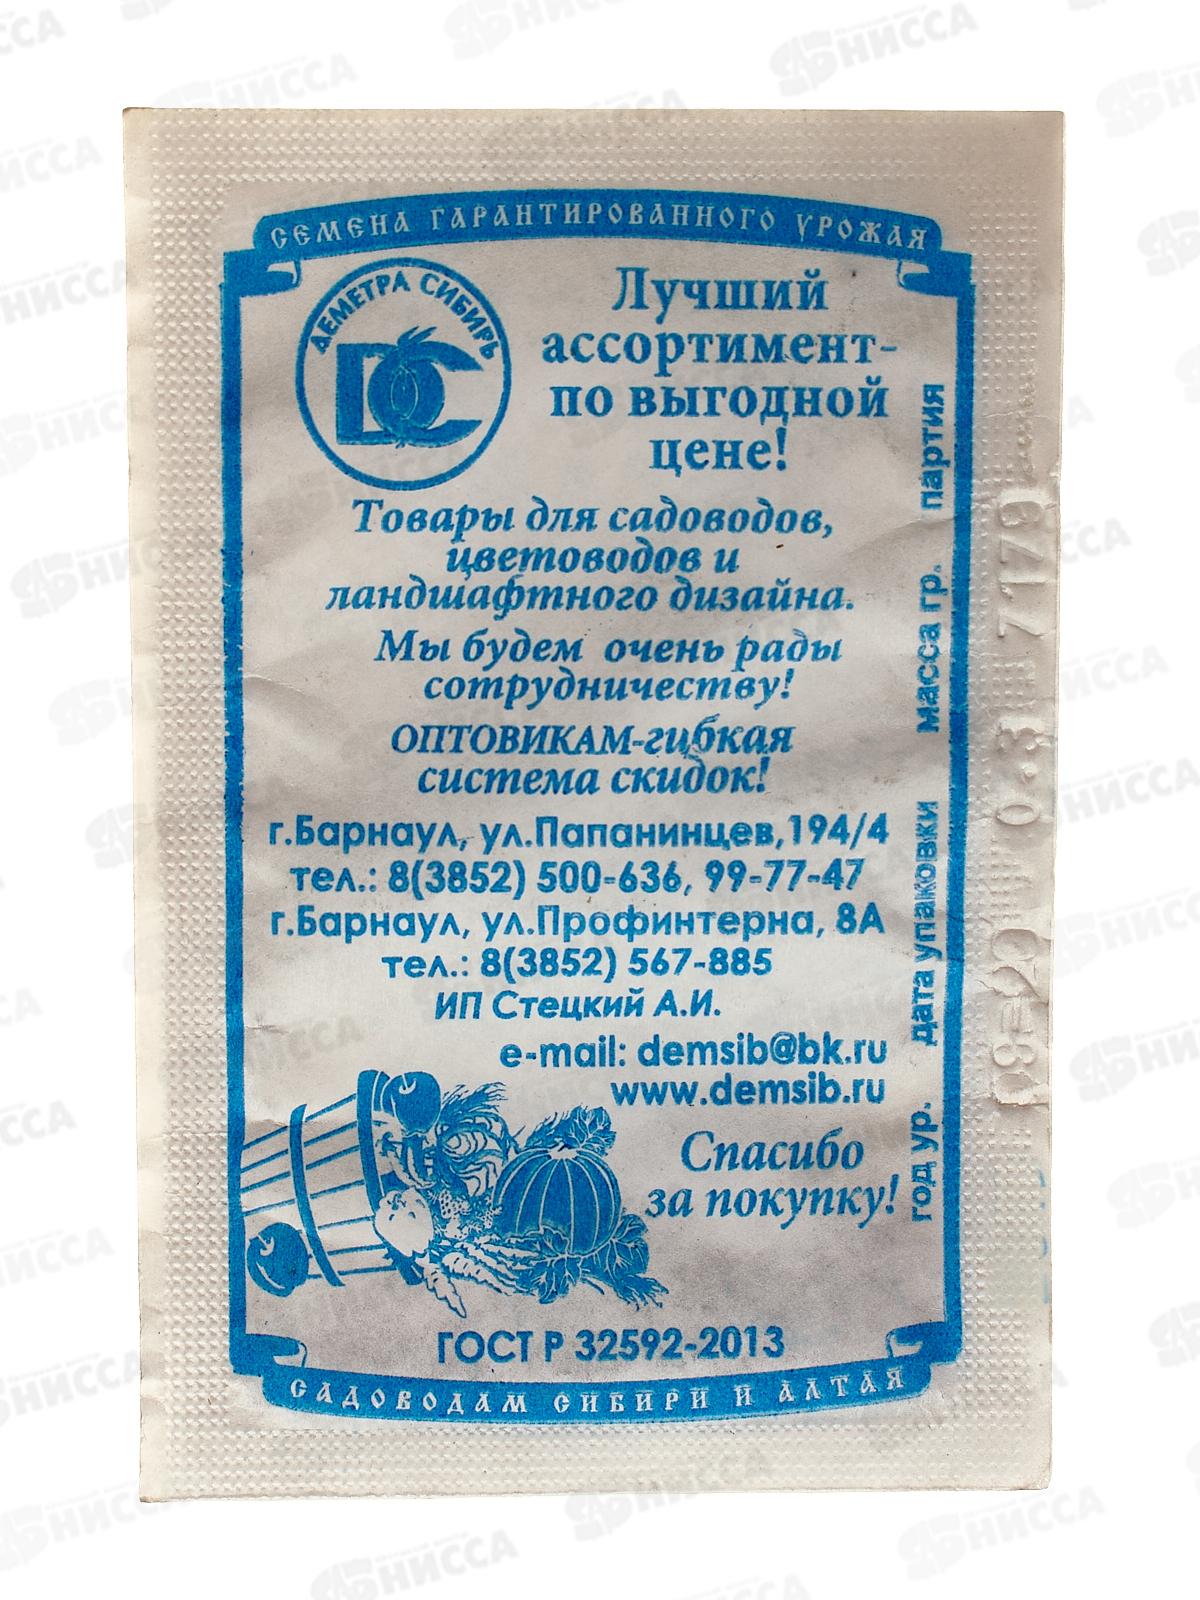 СЕМЕНА ГАРАНТИРОВАННОГО УРОЖАЯ
ДЕМЕТРА СИБИРЬ
DC
Лучший
ассортимент-
по выгодной
цене!
Товары для садоводов,
цветоводов и
ландшафтного дизайна.
Мы будем очень рады
сотрудничеству!
ОПТОВИКАМ-гибкая
система скидок!
г.Барнаул, ул.Папанинцев,194/4
тел.: 8(3852) 500-636, 99-77-47
г.Барнаул, ул.Профинтерна, 8А
тел.: 8(3852) 567-885
ИП Стецкий А.И.
e-mail: demsib@bk.ru
www.demsib.ru
Спасибо
за покупку!
ГОСТ Р 32592-2013
САДОВОДАМ СИБИРИ И АЛТАЯ
год ур. дата упаковки масса гр. партия
7179
НИССА